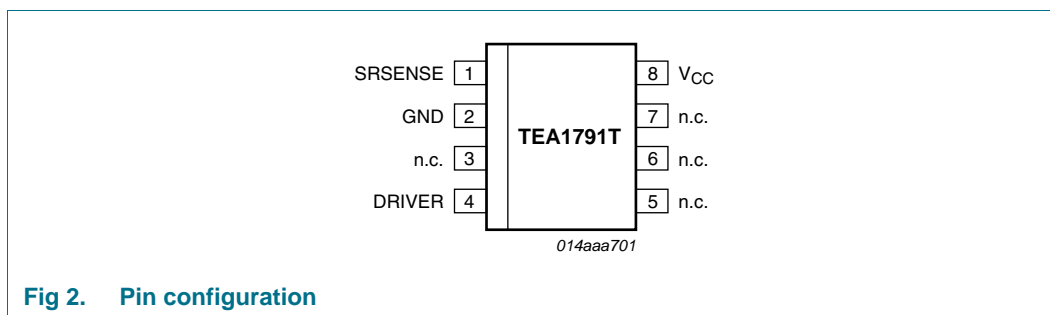 SRSENSE 1 8 VCC
GND 2 7 n.c.
TEA1791T
n.c. 3 6 n.c.
DRIVER 4 5 n.c.
014aaa701
Fig 2. Pin configuration